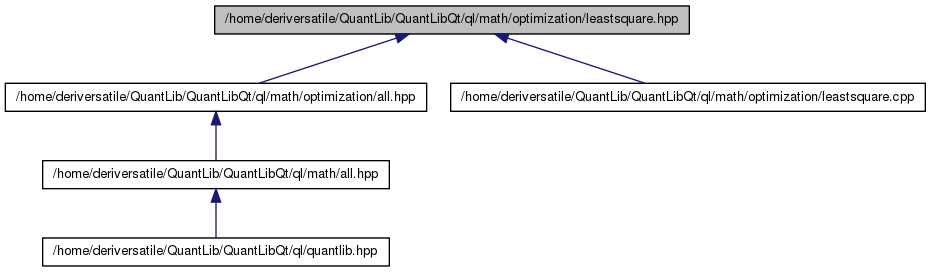 /home/deriversatile/QuantLib/QuantLibQt/ql/math/optimization/leastsquare.hpp
/home/deriversatile/QuantLib/QuantLibQt/ql/math/optimization/all.hpp
/home/deriversatile/QuantLib/QuantLibQt/ql/math/optimization/leastsquare.cpp
/home/deriversatile/QuantLib/QuantLibQt/ql/math/all.hpp
/home/deriversatile/QuantLib/QuantLibQt/ql/quantlib.hpp